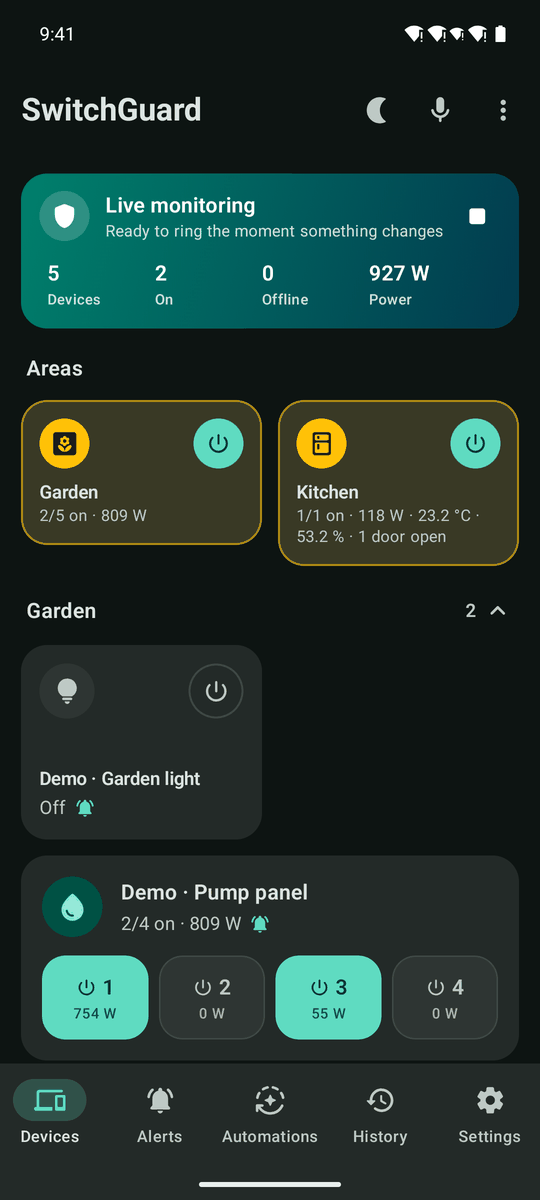 9:41
SwitchGuard
Live monitoring
Ready to ring the moment something changes
5 2 0 927 W
Devices On Offline Power
Areas
Garden
2/5 on · 809 W
Kitchen
1/1 on · 118 W · 23.2 °C ·
53.2 % · 1 door open
Garden 2
Demo · Garden light
Off
Demo · Pump panel
2/4 on · 809 W
1 2 3 4
754 W 0 W 55 W 0 W
Devices Alerts Automations History Settings